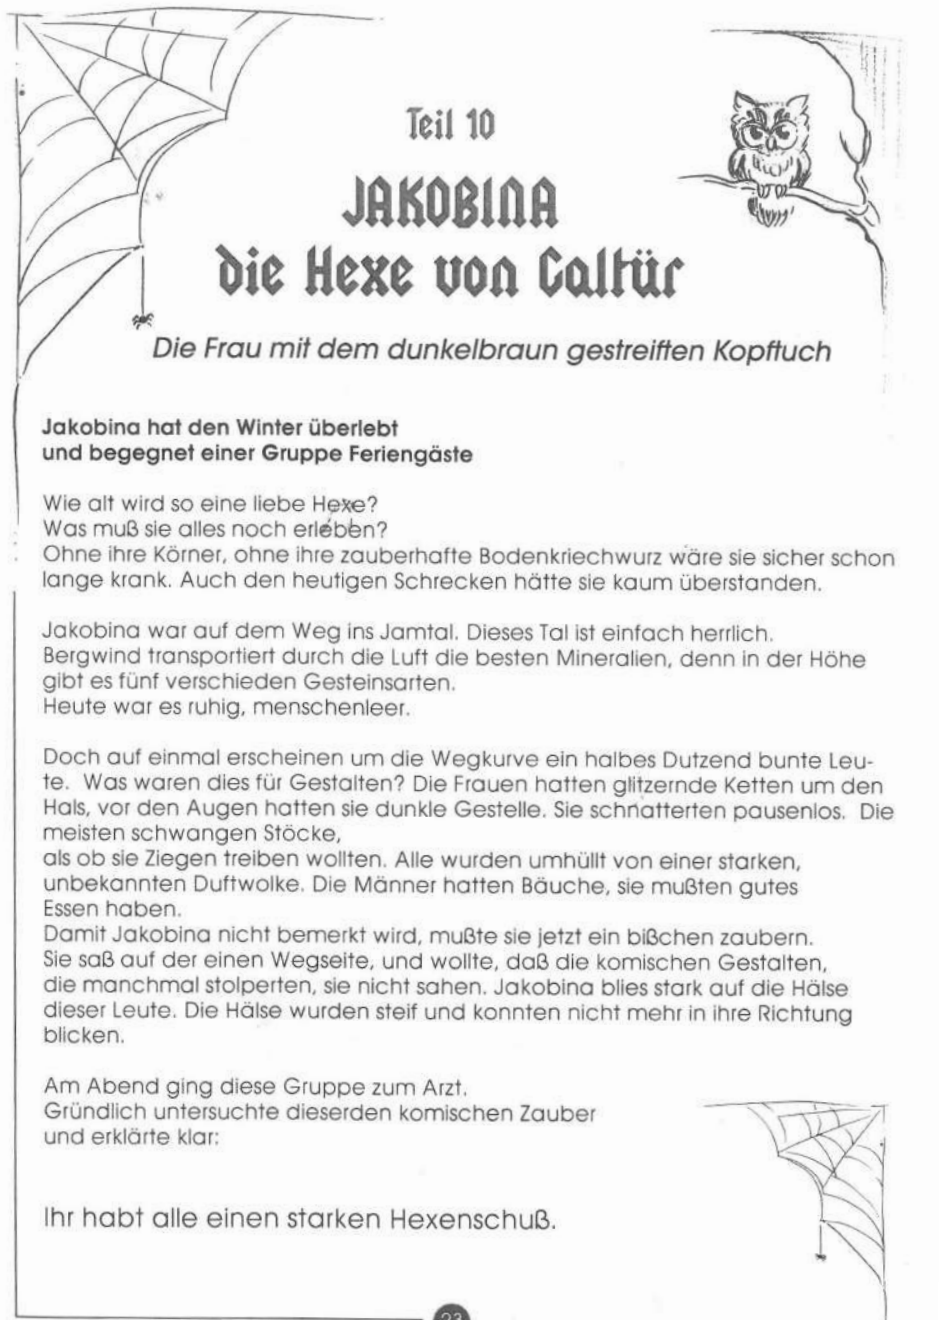 Teil 10
JAKOBINA
die Hexe von Galtür
Die Frau mit dem dunkelbraun gestreiften Kopftuch
Jakobina hat den Winter überlebt
und begegnet einer Gruppe Feriengäste
Wie alt wird so eine liebe Hexe?
Was muß sie alles noch erleben?
Ohne ihre Körner, ohne ihre zauberhafte Bodenkriechwurz wäre sie sicher schon
lange krank. Auch den heutigen Schrecken hätte sie kaum überstanden.
Jakobina war auf dem Weg ins Jamtal. Dieses Tal ist einfach herrlich.
Bergwind transportiert durch die Luft die besten Mineralien, denn in der Höhe
gibt es fünf verschieden Gesteinsarten.
Heute war es ruhig, menschenleer.
Doch auf einmal erscheinen um die Wegkurve ein halbes Dutzend bunte Leu-
te. Was waren dies für Gestalten? Die Frauen hatten glitzernde Ketten um den
Hals, vor den Augen hatten sie dunkle Gestelle. Sie schnatterten pausenlos. Die
meisten schwangen Stöcke,
als ob sie Ziegen treiben wollten. Alle wurden umhüllt von einer starken,
unbekannten Duftwolke. Die Männer hatten Bäuche, sie mußten gutes
Essen haben.
Damit Jakobina nicht bemerkt wird, mußte sie jetzt ein bißchen zaubern.
Sie saß auf der einen Wegseite, und wollte, daß die komischen Gestalten,
die manchmal stolperten, sie nicht sahen. Jakobina blies stark auf die Hälse
dieser Leute. Die Hälse wurden steif und konnten nicht mehr in ihre Richtung
blicken.
Am Abend ging diese Gruppe zum Arzt.
Gründlich untersuchte dieserden komischen Zauber
und erklärte klar:
Ihr habt alle einen starken Hexenschuß.
23